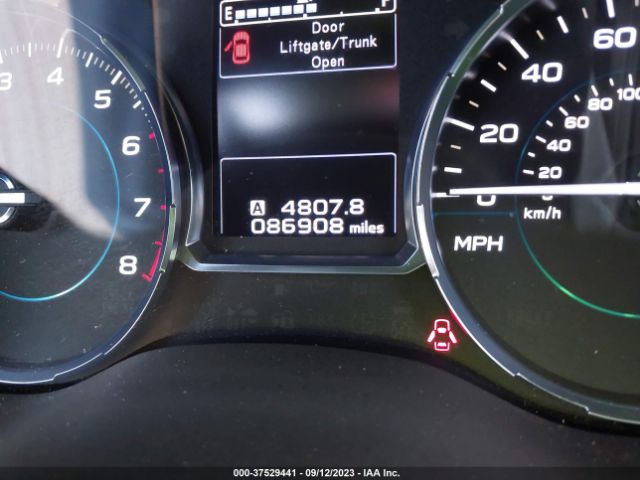 E F
Door
Liftgate/Trunk
Open
A 4807.8
086908 miles
3 4 5 6 7 8
0 20 40 60
0 20 40 60 80 100
km/h
MPH
000-37529441 - 09/12/2023 - IAA Inc.